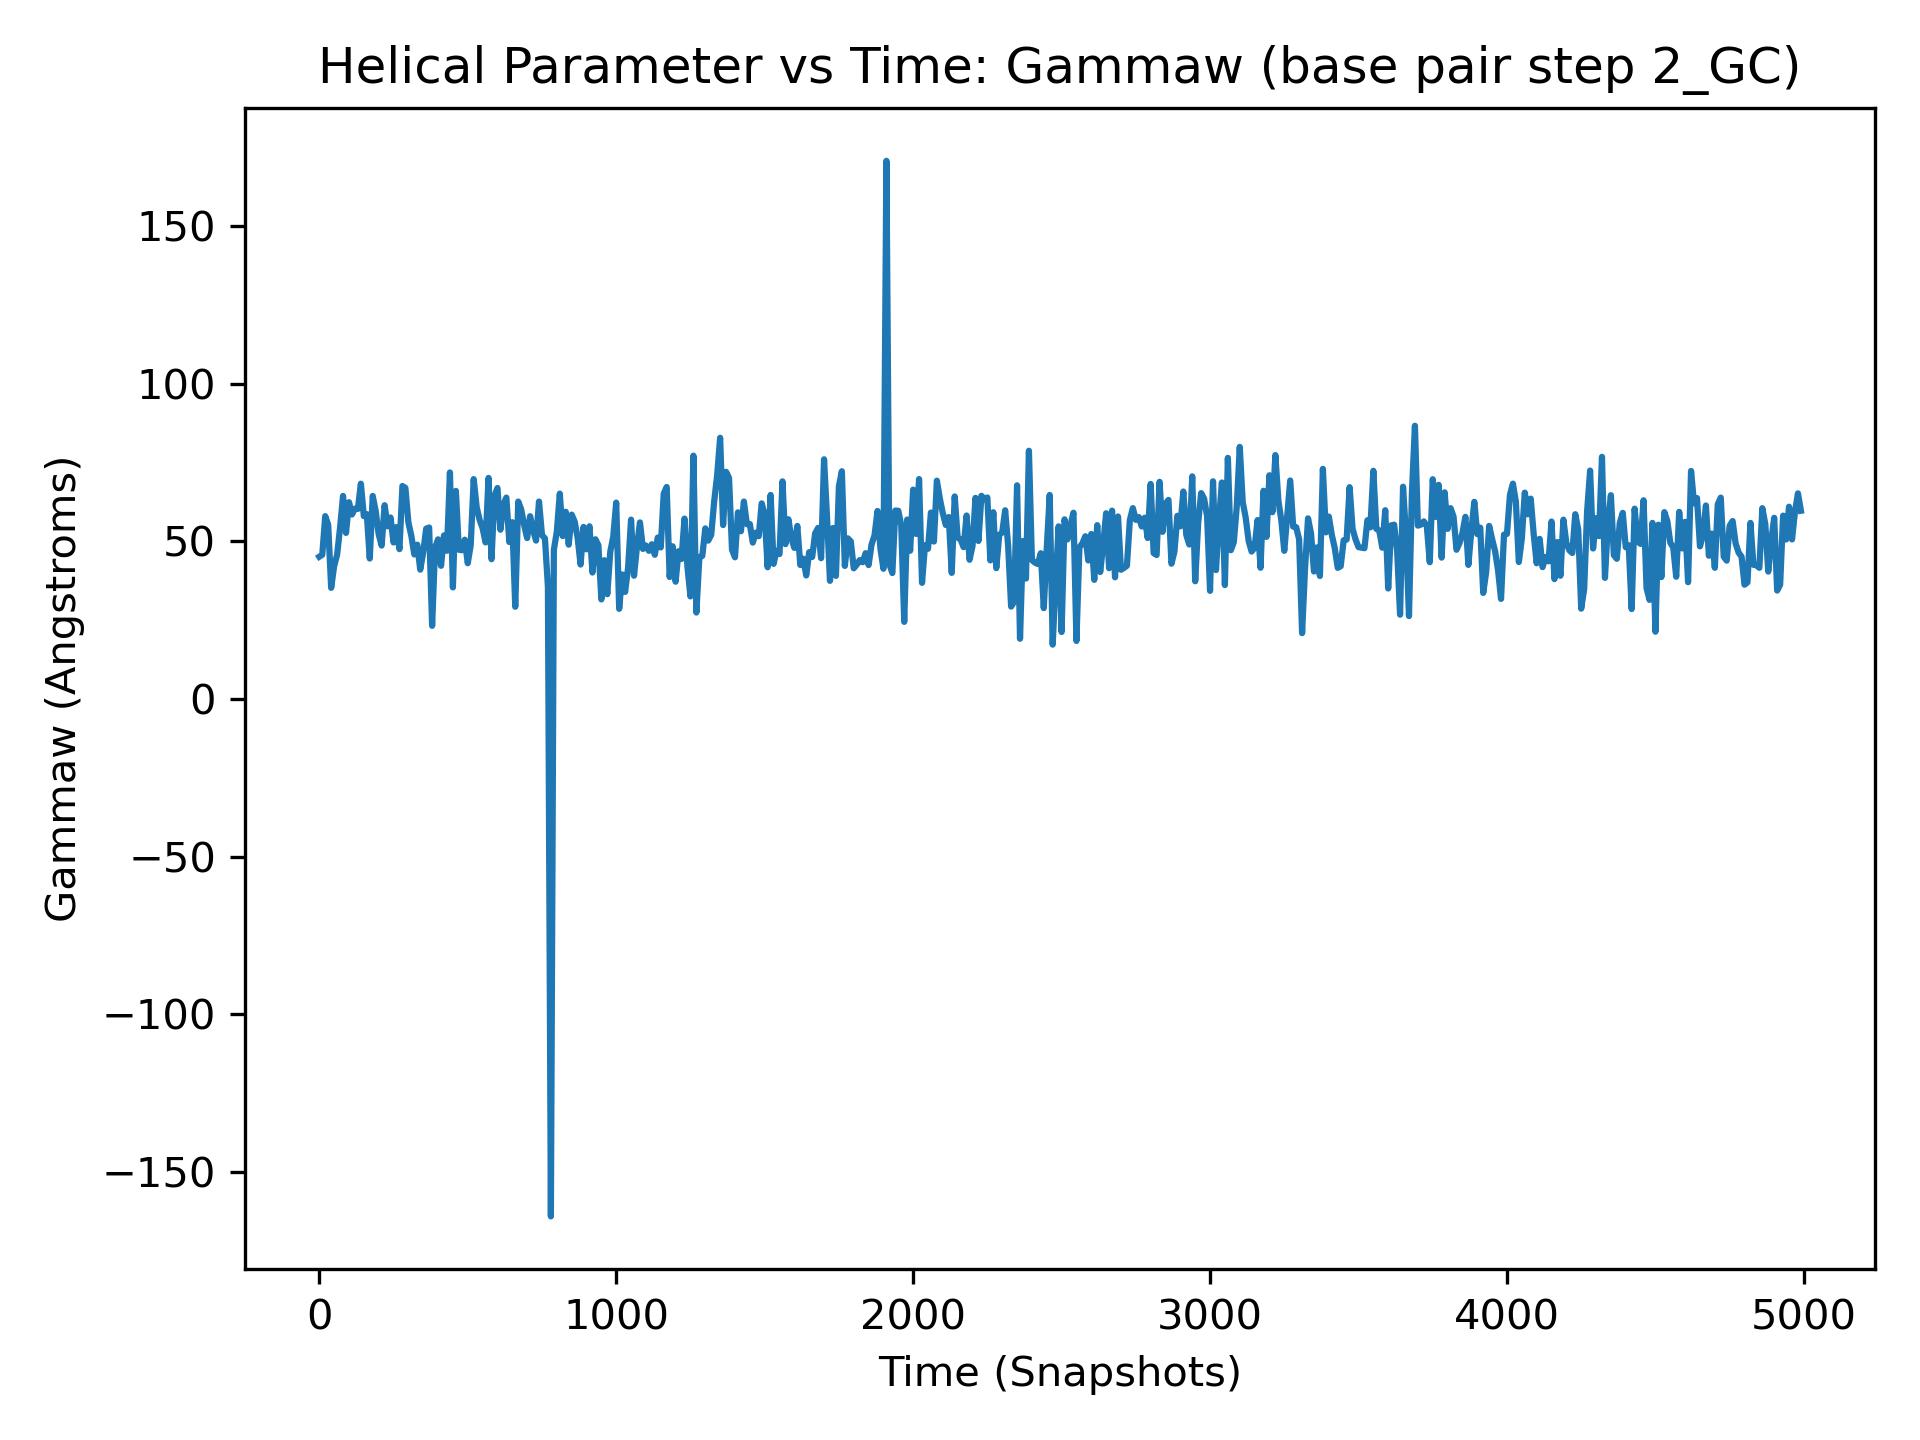 Helical Parameter vs Time: Gammaw (base pair step 2_GC)
Gammaw (Angstroms)
150
100
50
0
−50
−100
−150
0 1000 2000 3000 4000 5000
Time (Snapshots)